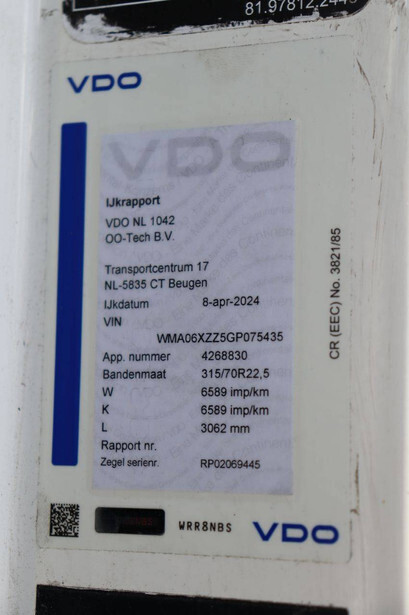 81.97812.2445
VDO
VDO
IJkrapport
VDO NL 1042
OO-Tech B.V.
Transportcentrum 17
NL-5835 CT Beugen
IJkdatum 8-apr-2024
VIN
WMA06XZZ5GP075435
App. nummer 4268830
Bandenmaat 315/70R22,5
W 6589 imp/km
K 6589 imp/km
L 3062 mm
Rapport nr.
Zegel serienr. RP02069445
CR (EEC) No. 3821/85
WRR8NBS
VDO